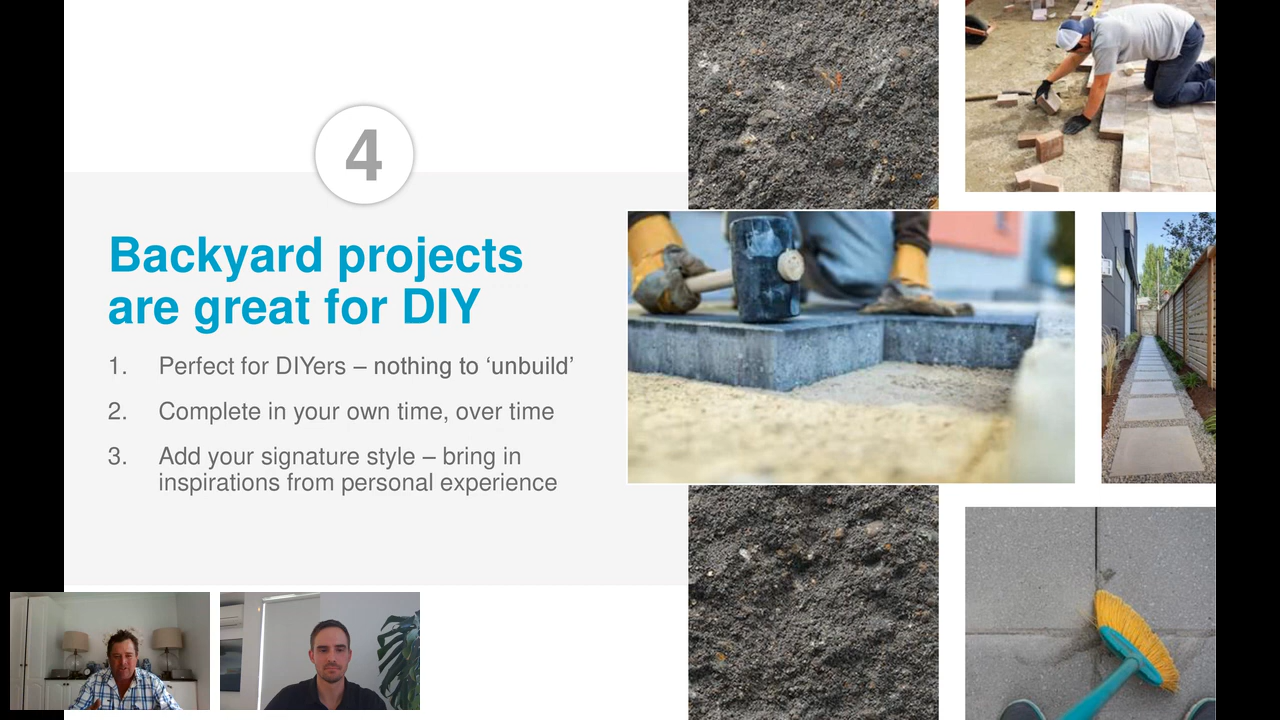 4
Backyard projects
are great for DIY
1. Perfect for DIYers – nothing to ‘unbuild’
2. Complete in your own time, over time
3. Add your signature style – bring in
inspirations from personal experience